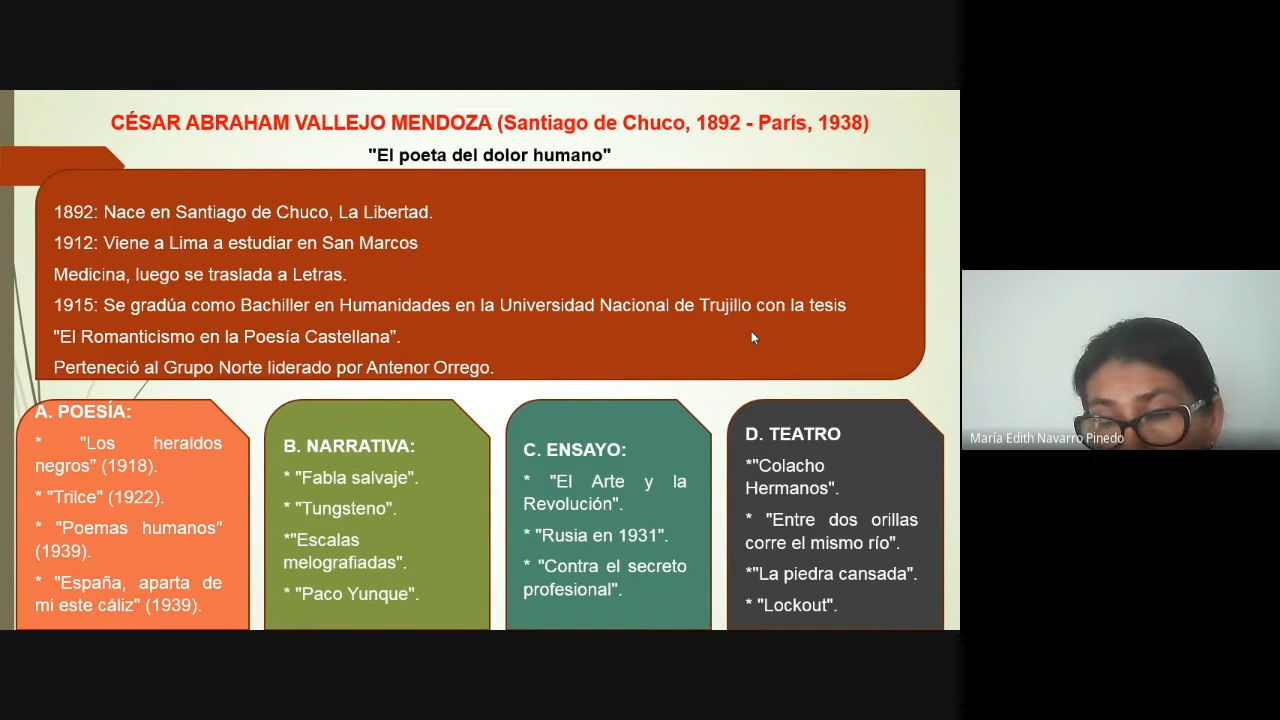 CÉSAR ABRAHAM VALLEJO MENDOZA (Santiago de Chuco, 1892 - París, 1938)
"El poeta del dolor humano"
1892: Nace en Santiago de Chuco, La Libertad.
1912: Viene a Lima a estudiar en San Marcos
Medicina, luego se traslada a Letras.
1915: Se gradúa como Bachiller en Humanidades en la Universidad Nacional de Trujillo con la tesis
"El Romanticismo en la Poesía Castellana".
Perteneció al Grupo Norte liderado por Antenor Orrego.
A. POESÍA:
* "Los heraldos
negros" (1918).
* "Trilce" (1922).
* "Poemas humanos"
(1939).
* "España, aparta de
mi este cáliz" (1939).
B. NARRATIVA:
* "Fabla salvaje".
* "Tungsteno".
*"Escalas
melografiadas".
* "Paco Yunque".
C. ENSAYO:
* "El Arte y la
Revolución".
* "Rusia en 1931".
* "Contra el secreto
profesional".
D. TEATRO
*"Colacho
Hermanos".
* "Entre dos orillas
corre el mismo río".
*"La piedra cansada".
* "Lockout".
María Edith Navarro Pinedo